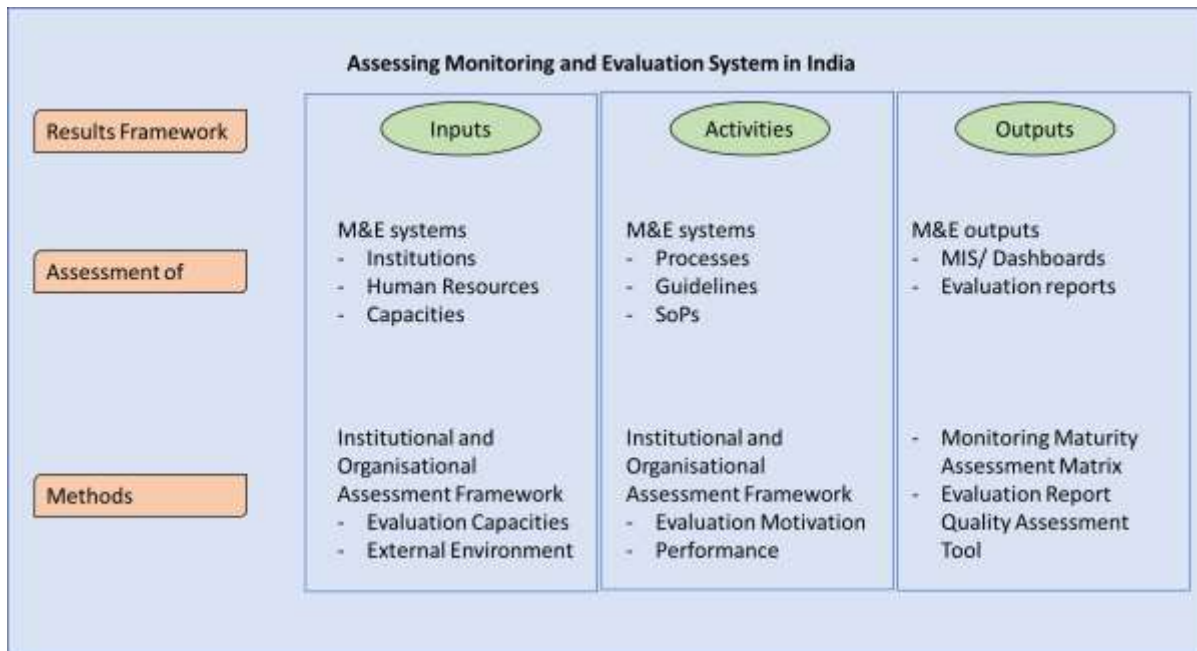 Assessing Monitoring and Evaluation System in India
Results Framework
Inputs
Activities
Outputs
Assessment of
M&E systems
- Institutions
- Human Resources
- Capacities
M&E systems
- Processes
- Guidelines
- SoPs
M&E outputs
- MIS/ Dashboards
- Evaluation reports
Methods
Institutional and
Organisational
Assessment Framework
- Evaluation Capacities
- External Environment
Institutional and
Organisational
Assessment Framework
- Evaluation Motivation
- Performance
- Monitoring Maturity
Assessment Matrix
- Evaluation Report
Quality Assessment
Tool